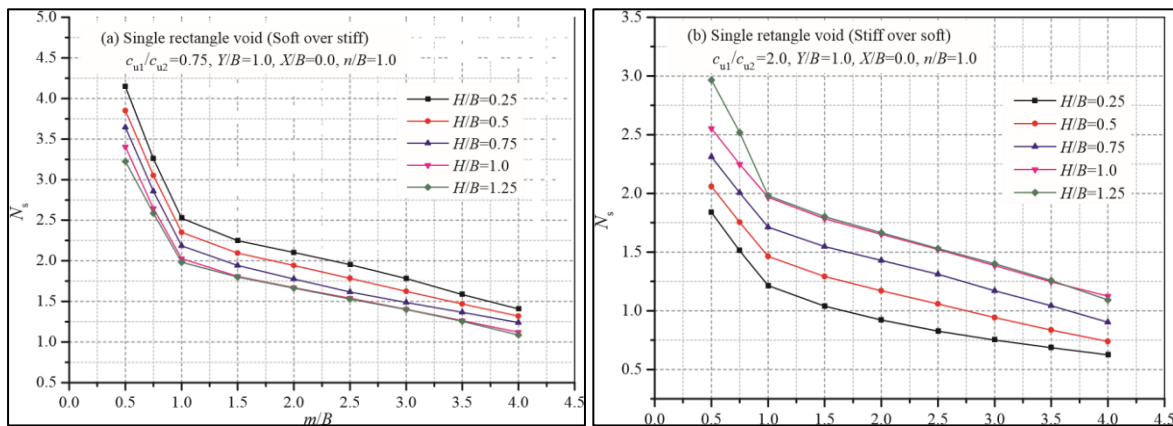 (a) Single rectangle void (Soft over stiff)
c_u1/c_u2=0.75, Y/B=1.0, X/B=0.0, n/B=1.0
H/B=0.25
H/B=0.5
H/B=0.75
H/B=1.0
H/B=1.25
5.0
4.5
4.0
3.5
3.0
2.5
2.0
1.5
1.0
0.5
N_s
0.0 0.5 1.0 1.5 2.0 2.5 3.0 3.5 4.0 4.5
m/B
(b) Single retangle void (Stiff over soft)
c_u1/c_u2=2.0, Y/B=1.0, X/B=0.0, n/B=1.0
H/B=0.25
H/B=0.5
H/B=0.75
H/B=1.0
H/B=1.25
3.5
3.0
2.5
2.0
1.5
1.0
0.5
N_s
0.0 0.5 1.0 1.5 2.0 2.5 3.0 3.5 4.0 4.5